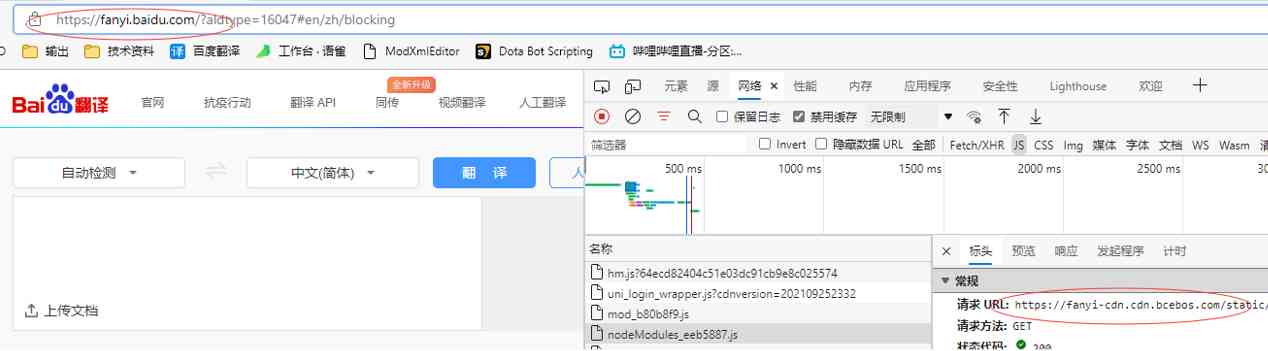 https://fanyi.baidu.com/?aldtype=16047#en/zh/blocking
输出 技术资料 译 百度翻译 工作台 · 语雀 ModXmlEditor Dota Bot Scripting 哔哩哔哩直播-分区:...
Baidu翻译 官网 抗疫行动 翻译 API 同传 全新升级 视频翻译 人工翻译
元素 源 网络 性能 内存 应用程序 安全性 Lighthouse 欢迎
保留日志 禁用缓存 无限制
筛选器 Invert 隐藏数据 URL 全部 Fetch/XHR JS CSS Img 媒体 字体 文档 WS Wasm
500 ms 1000 ms 1500 ms 2000 ms 2500 ms
自动检测 中文(简体) 翻 译 人
名称
标头 预览 响应 发起程序 计时
hm.js?64ecd82404c51e03dc91cb9e8c025574
uni_login_wrapper.js?cdnversion=202109252332
mod_b80b8f9.js
nodeModules_eeb5887.js
常规
请求 URL: https://fanyi-cdn.cdn.bcebos.com/static/
请求方法: GET
状态代码: 200
上传文档